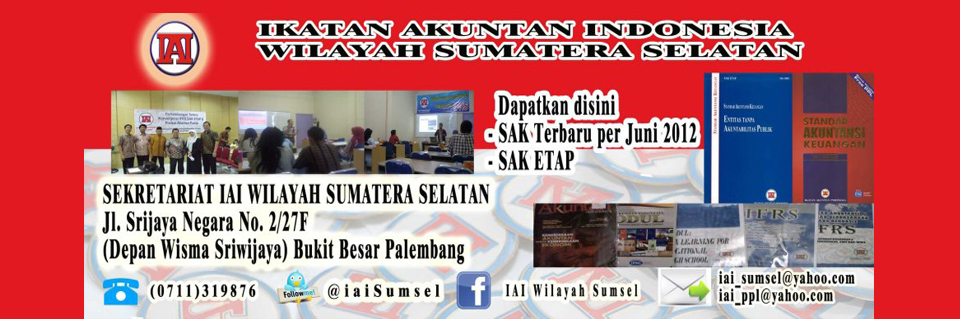 IAI
IKATAN AKUNTAN INDONESIA
WILAYAH SUMATERA SELATAN
Dapatkan disini
- SAK Terbaru per Juni 2012
- SAK ETAP
ENTITAS TANPA
AKUNTABILITAS PUBLIK
STANDAR
AKUNTANSI
KEUANGAN
SEKRETARIAT IAI WILAYAH SUMATERA SELATAN
Jl. Srijaya Negara No. 2/27F
(Depan Wisma Sriwijaya) Bukit Besar Palembang
IFRS
(0711)319876
Follow me!
@iaiSumsel
f
IAI Wilayah Sumsel
iai_sumsel@yahoo.com
iai_ppl@yahoo.com